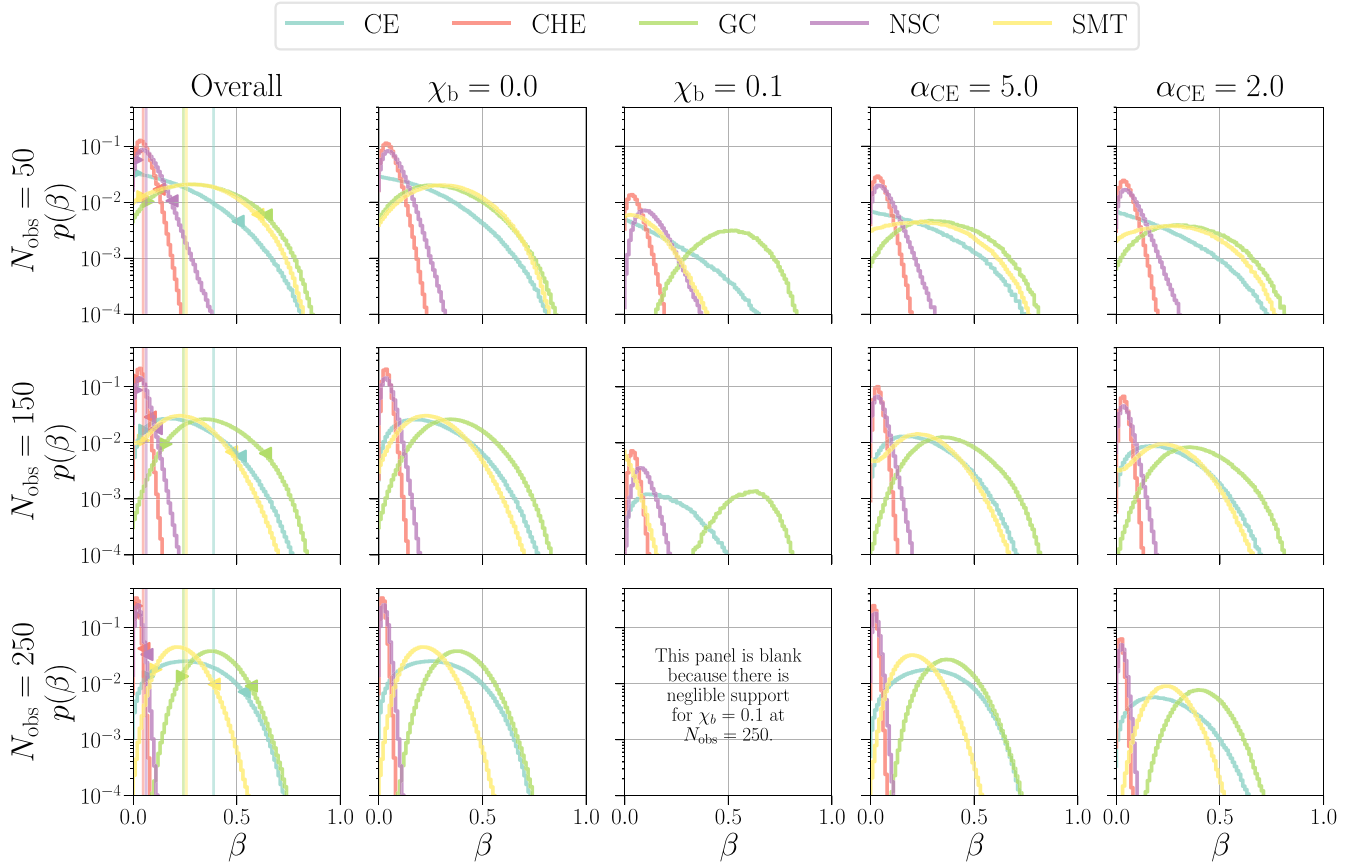 CE CHE GC NSC SMT
Overall χb = 0.0 χb = 0.1 αCE = 5.0 αCE = 2.0
Nobs = 50
p(β)
10−1
10−2
10−3
10−4
Nobs = 150
p(β)
10−1
10−2
10−3
10−4
Nobs = 250
p(β)
10−1
10−2
10−3
10−4
This panel is blank
because there is
neglible support
for χb = 0.1 at
Nobs = 250.
0.0 0.5 1.0 0.0 0.5 1.0 0.0 0.5 1.0 0.0 0.5 1.0 0.0 0.5 1.0
β β β β β